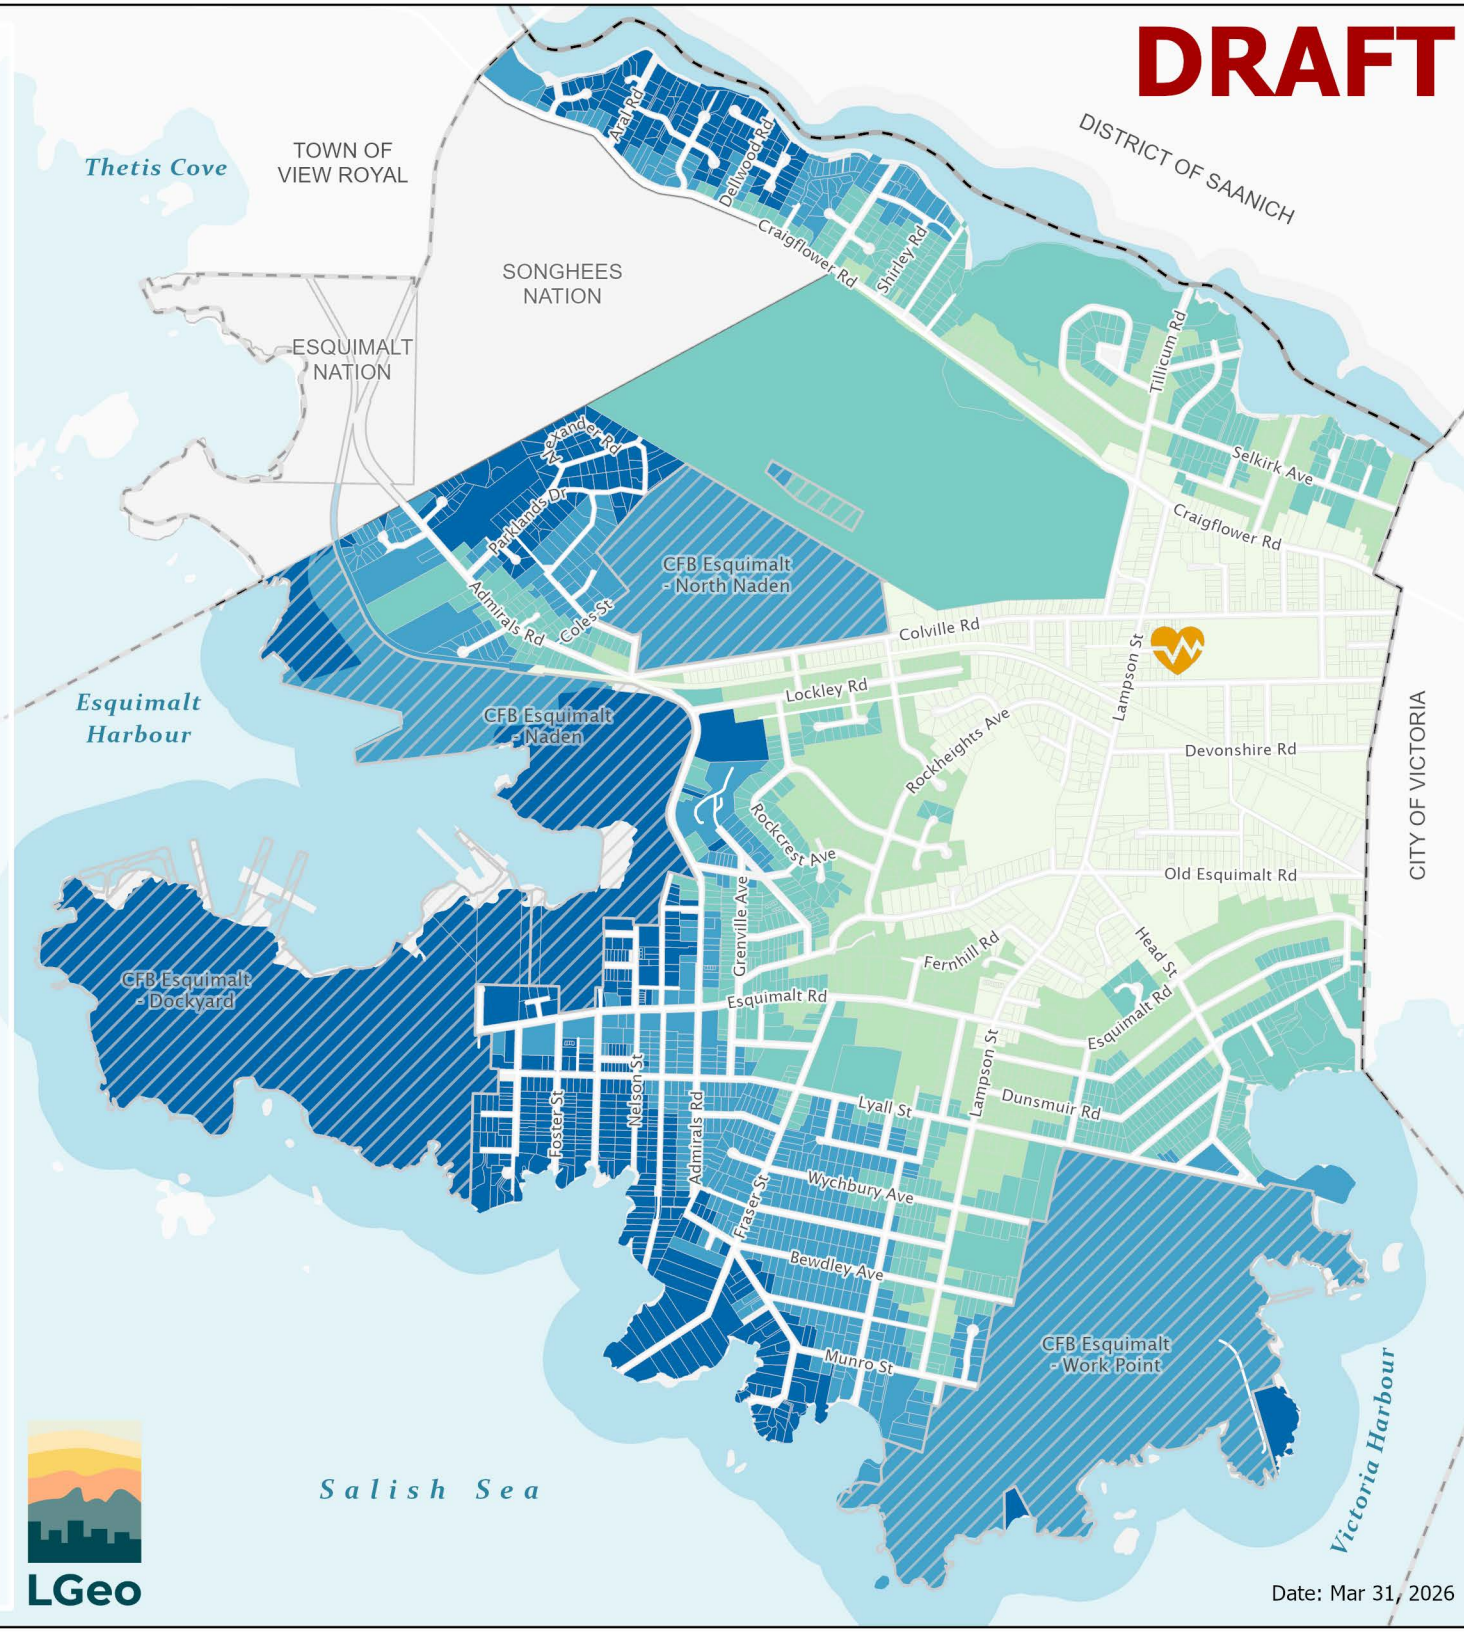 DRAFT
DISTRICT OF SAANICH
Thetis Cove
TOWN OF
VIEW ROYAL
Aral Rd
Dellwood Rd
Craigflower Rd
Shirley Rd
SONGHEES
NATION
ESQUIMALT
NATION
Tillicum Rd
Alexander Rd
Selkirk Ave
Parklands Dr
Craigflower Rd
CFB Esquimalt
- North Naden
Admirals Rd
Coles St
Colville Rd
Lampson St
Lockley Rd
Esquimalt
Harbour
CFB Esquimalt
- Naden
Rockheights Ave
Devonshire Rd
CITY OF VICTORIA
Rockcrest Ave
Old Esquimalt Rd
Grenville Ave
Fernhill Rd
Head St
CFB Esquimalt
- Dockyard
Esquimalt Rd
Esquimalt Rd
Lampson St
Nelson St
Foster St
Admirals Rd
Lyall St
Dunsmuir Rd
Wychbury Ave
Fraser St
Bewdley Ave
Munro St
CFB Esquimalt
- Work Point
Victoria Harbour
Salish Sea
LGeo
Date: Mar 31, 2026